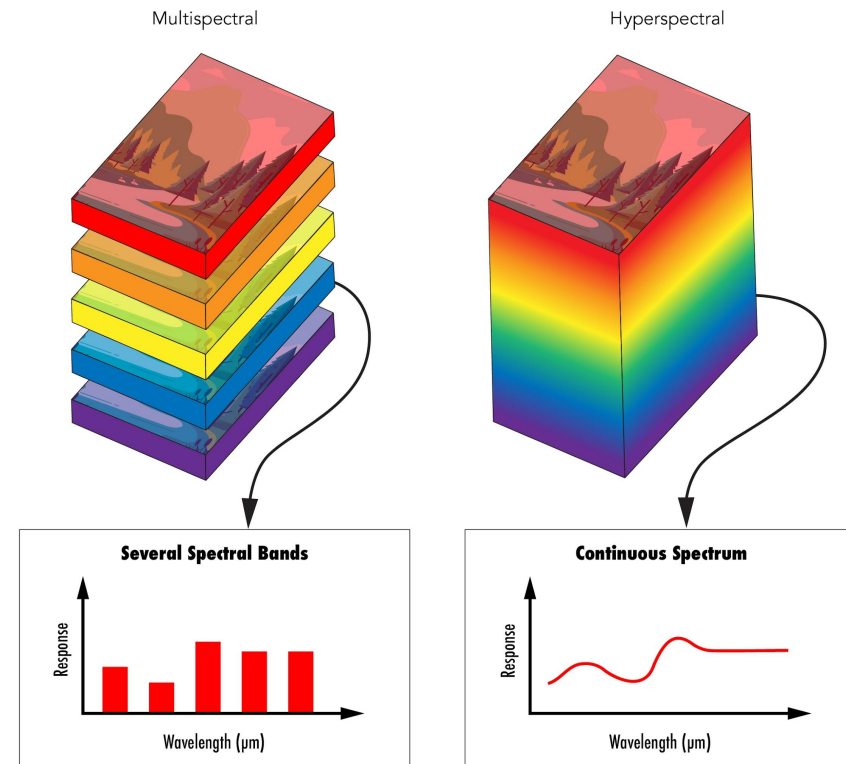 Multispectral
Hyperspectral
Several Spectral Bands
Response
Wavelength (μm)
Continuous Spectrum
Response
Wavelength (μm)